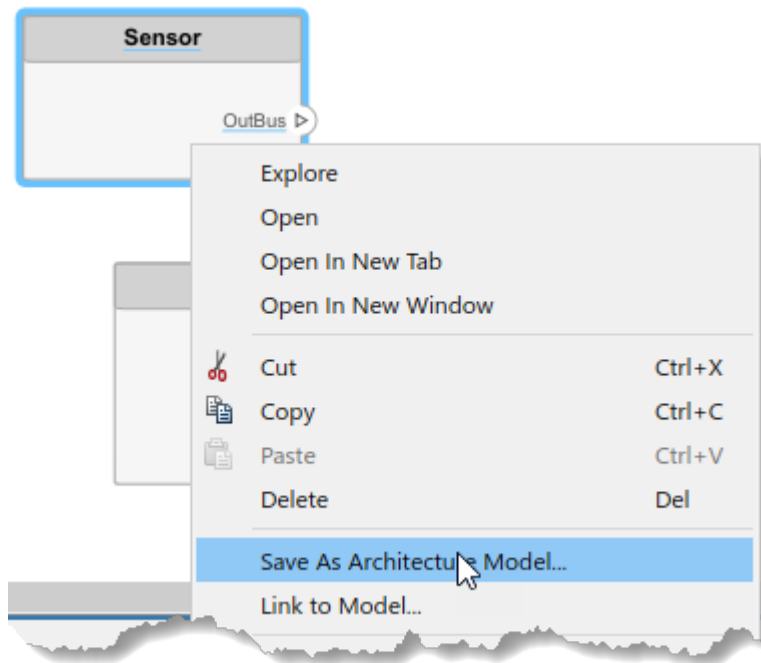 Sensor
OutBus
Explore
Open
Open In New Tab
Open In New Window
Cut Ctrl+X
Copy Ctrl+C
Paste Ctrl+V
Delete Del
Save As Architecture Model...
Link to Model...